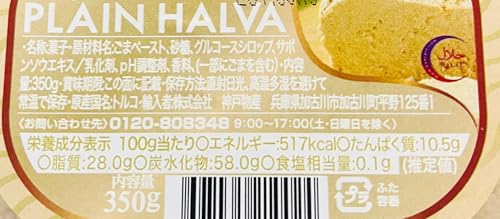 PLAIN HALVA
حلال
HALAL
・名称:菓子・原材料名:ごまペースト、砂糖、グルコースシロップ、サポ
ンソウエキス/乳化剤、pH調整剤、香料、(一部にごまを含む)・内容
量:350g・賞味期限:この面に記載・保存方法:直射日光、高温多湿を避けて
常温で保存・原産国名:トルコ・輸入者:株式会社 神戸物産 兵庫県加古川市加古川町平野125番1
〈お問い合わせ先〉0120-808348 9:00〜17:00(土・日曜日を除く)
栄養成分表示 100g当たり○エネルギー:517kcal○たんぱく質:10.5g
○脂質:28.0g○炭水化物:58.0g○食塩相当量:0.1g (推定値)
内容量
350g
プラ
ふた
容器